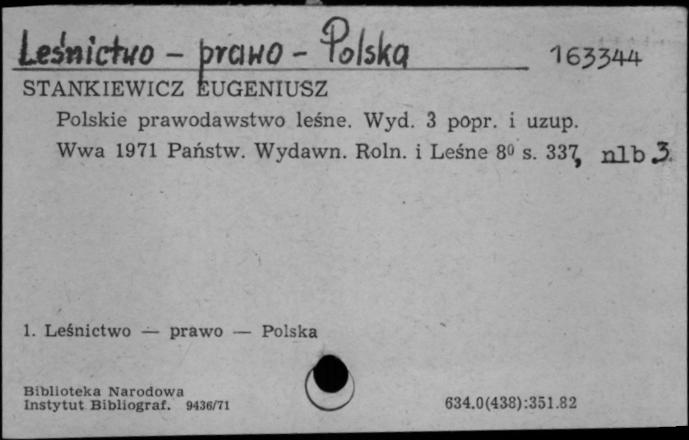 Leśnictwo - prawo - Polska 163344
STANKIEWICZ EUGENIUSZ
Polskie prawodawstwo leśne. Wyd. 3 popr. i uzup.
Wwa 1971 Państw. Wydawn. Roln. i Leśne 8⁰ s. 337, nlb 3.
1. Leśnictwo — prawo — Polska
Biblioteka Narodowa
Instytut Bibliograf. 9436/71 634.0(438):351.82